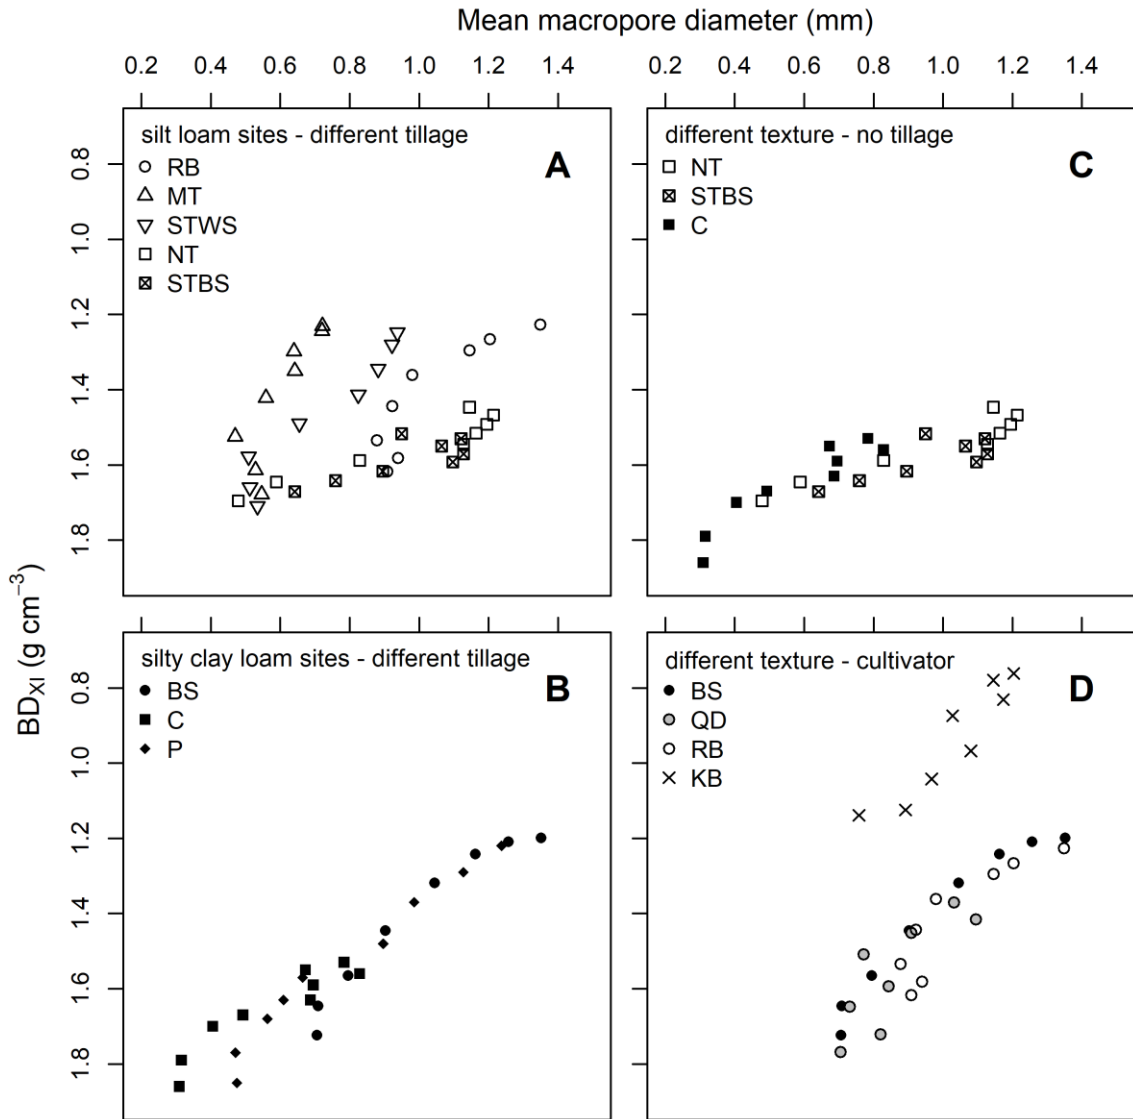 Mean macropore diameter (mm)
0.2 0.4 0.6 0.8 1.0 1.2 1.4
0.2 0.4 0.6 0.8 1.0 1.2 1.4
silt loam sites - different tillage
A
RB
MT
STWS
NT
STBS
different texture - no tillage
C
NT
STBS
C
0.8
1.0
1.2
1.4
1.6
1.8
BD_XI (g cm⁻³)
silty clay loam sites - different tillage
B
BS
C
P
different texture - cultivator
D
BS
QD
RB
KB
0.8
1.0
1.2
1.4
1.6
1.8